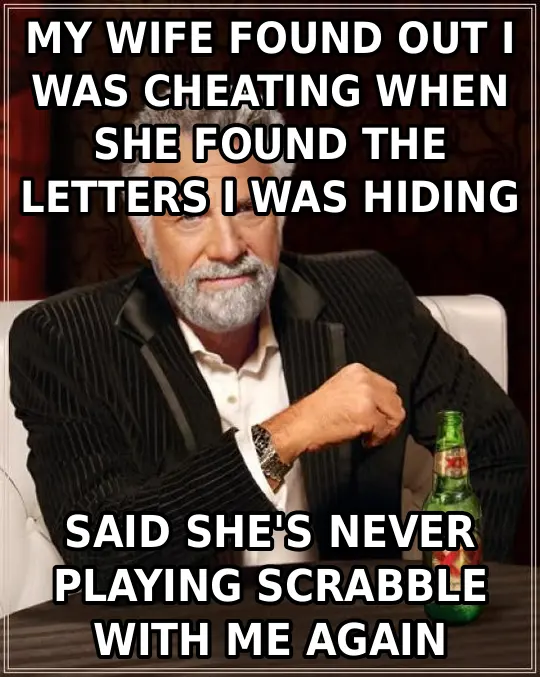 MY WIFE FOUND OUT I
WAS CHEATING WHEN
SHE FOUND THE
LETTERS I WAS HIDING
XX
SAID SHE'S NEVER
PLAYING SCRABBLE
WITH ME AGAIN